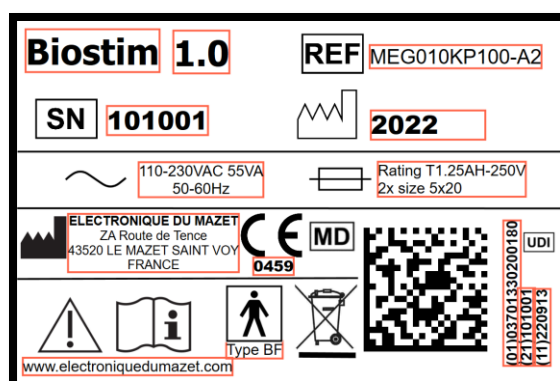 Biostim 1.0
REF MEG010KP100-A2
SN 101001
2022
110-230VAC 55VA
50-60Hz
Rating T1.25AH-250V
2x size 5x20
ELECTRONIQUE DU MAZET
ZA Route de Tence
43520 LE MAZET SAINT VOY
FRANCE
CE
0459
MD
UDI
(01)03701330200180
(21)101001
(11)220913
Type BF
www.electroniquedumazet.com